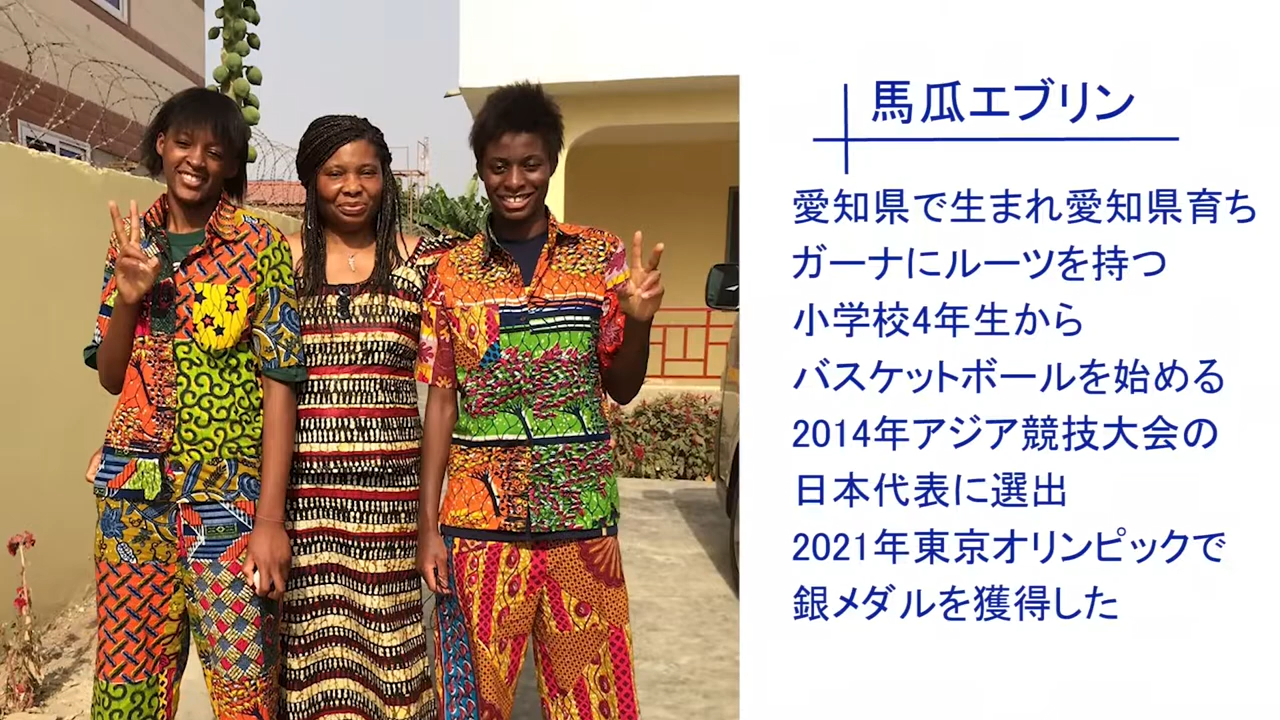 馬瓜エブリン
愛知県で生まれ愛知県育ち
ガーナにルーツを持つ
小学校4年生から
バスケットボールを始める
2014年アジア競技大会の
日本代表に選出
2021年東京オリンピックで
銀メダルを獲得した